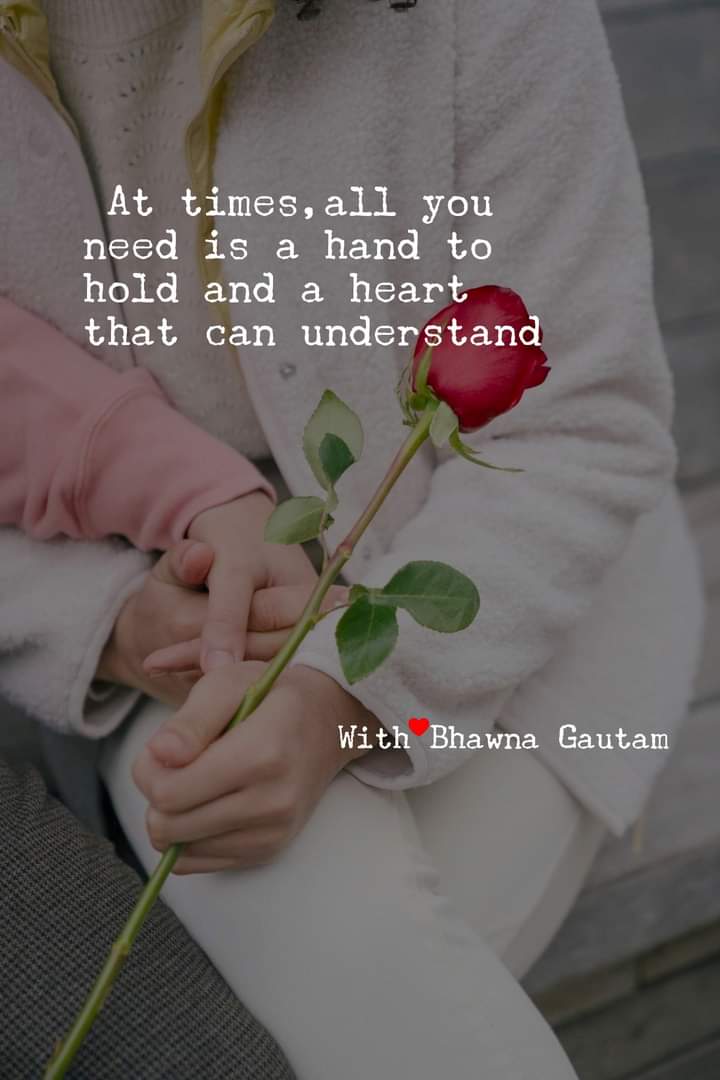 At times,all you
need is a hand to
hold and a heart
that can understand
With❤Bhawna Gautam